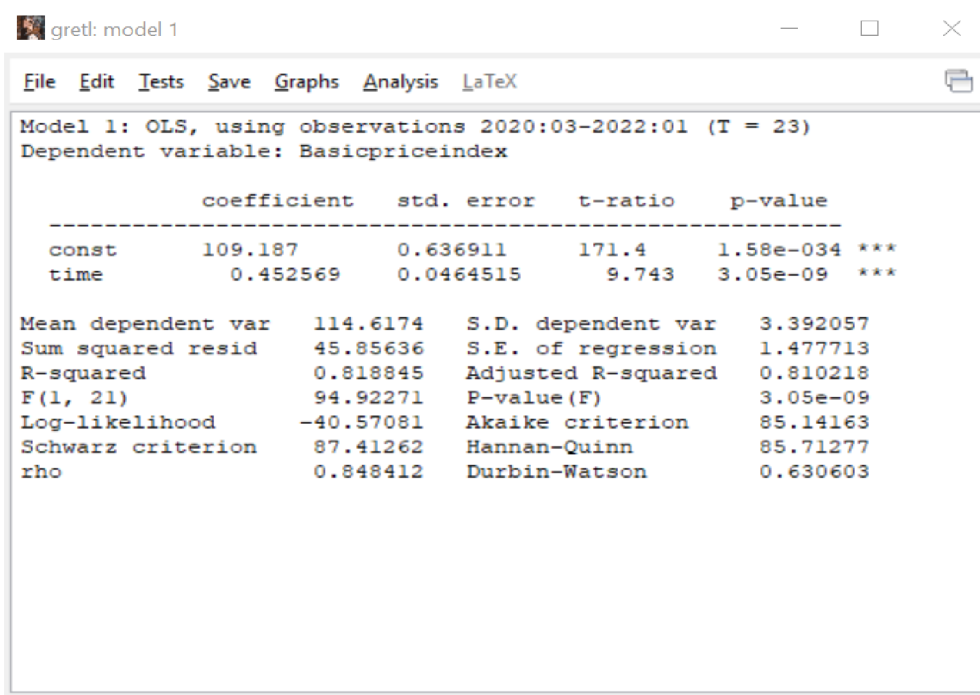 gretl: model 1
File Edit Tests Save Graphs Analysis LaTeX
Model 1: OLS, using observations 2020:03-2022:01 (T = 23)
Dependent variable: Basicpriceindex
coefficient std. error t-ratio p-value
---------------------------------------------------------
const 109.187 0.636911 171.4 1.58e-034 ***
time 0.452569 0.0464515 9.743 3.05e-09 ***
Mean dependent var 114.6174 S.D. dependent var 3.392057
Sum squared resid 45.85636 S.E. of regression 1.477713
R-squared 0.818845 Adjusted R-squared 0.810218
F(1, 21) 94.92271 P-value(F) 3.05e-09
Log-likelihood -40.57081 Akaike criterion 85.14163
Schwarz criterion 87.41262 Hannan-Quinn 85.71277
rho 0.848412 Durbin-Watson 0.630603